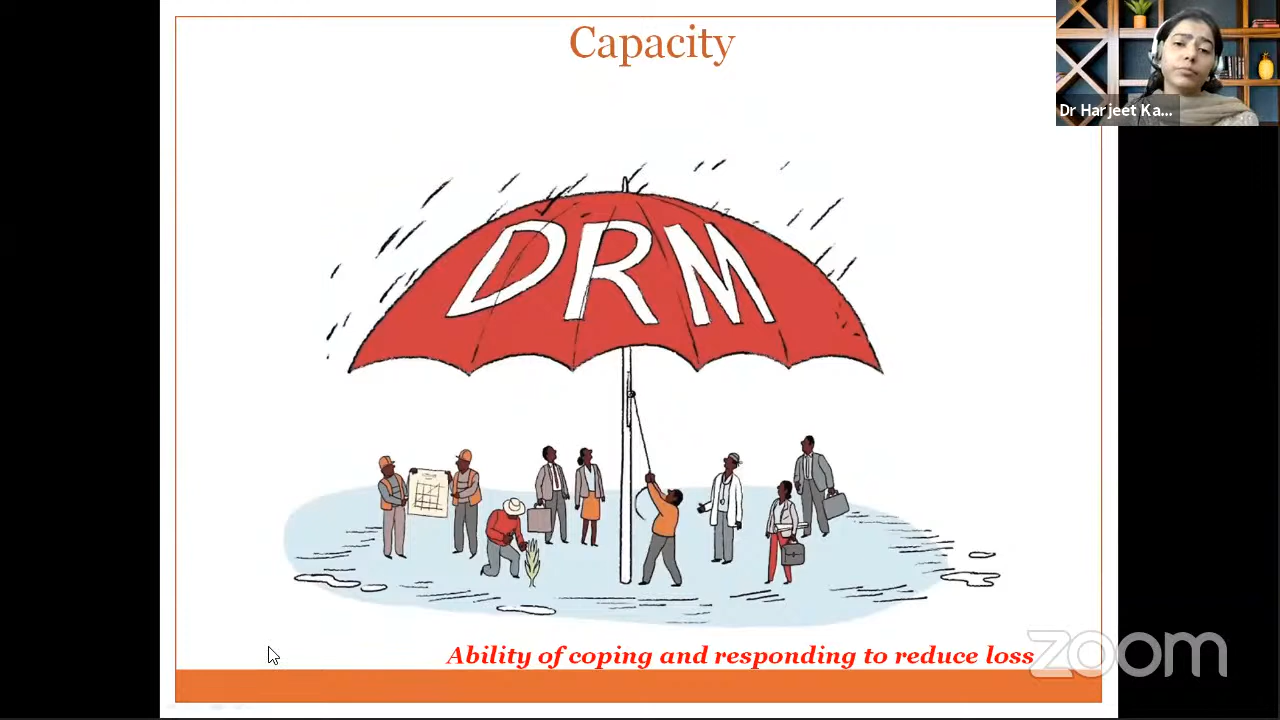 Capacity
Dr Harjeet Ka...
DRM
Ability of coping and responding to reduce loss
zoom